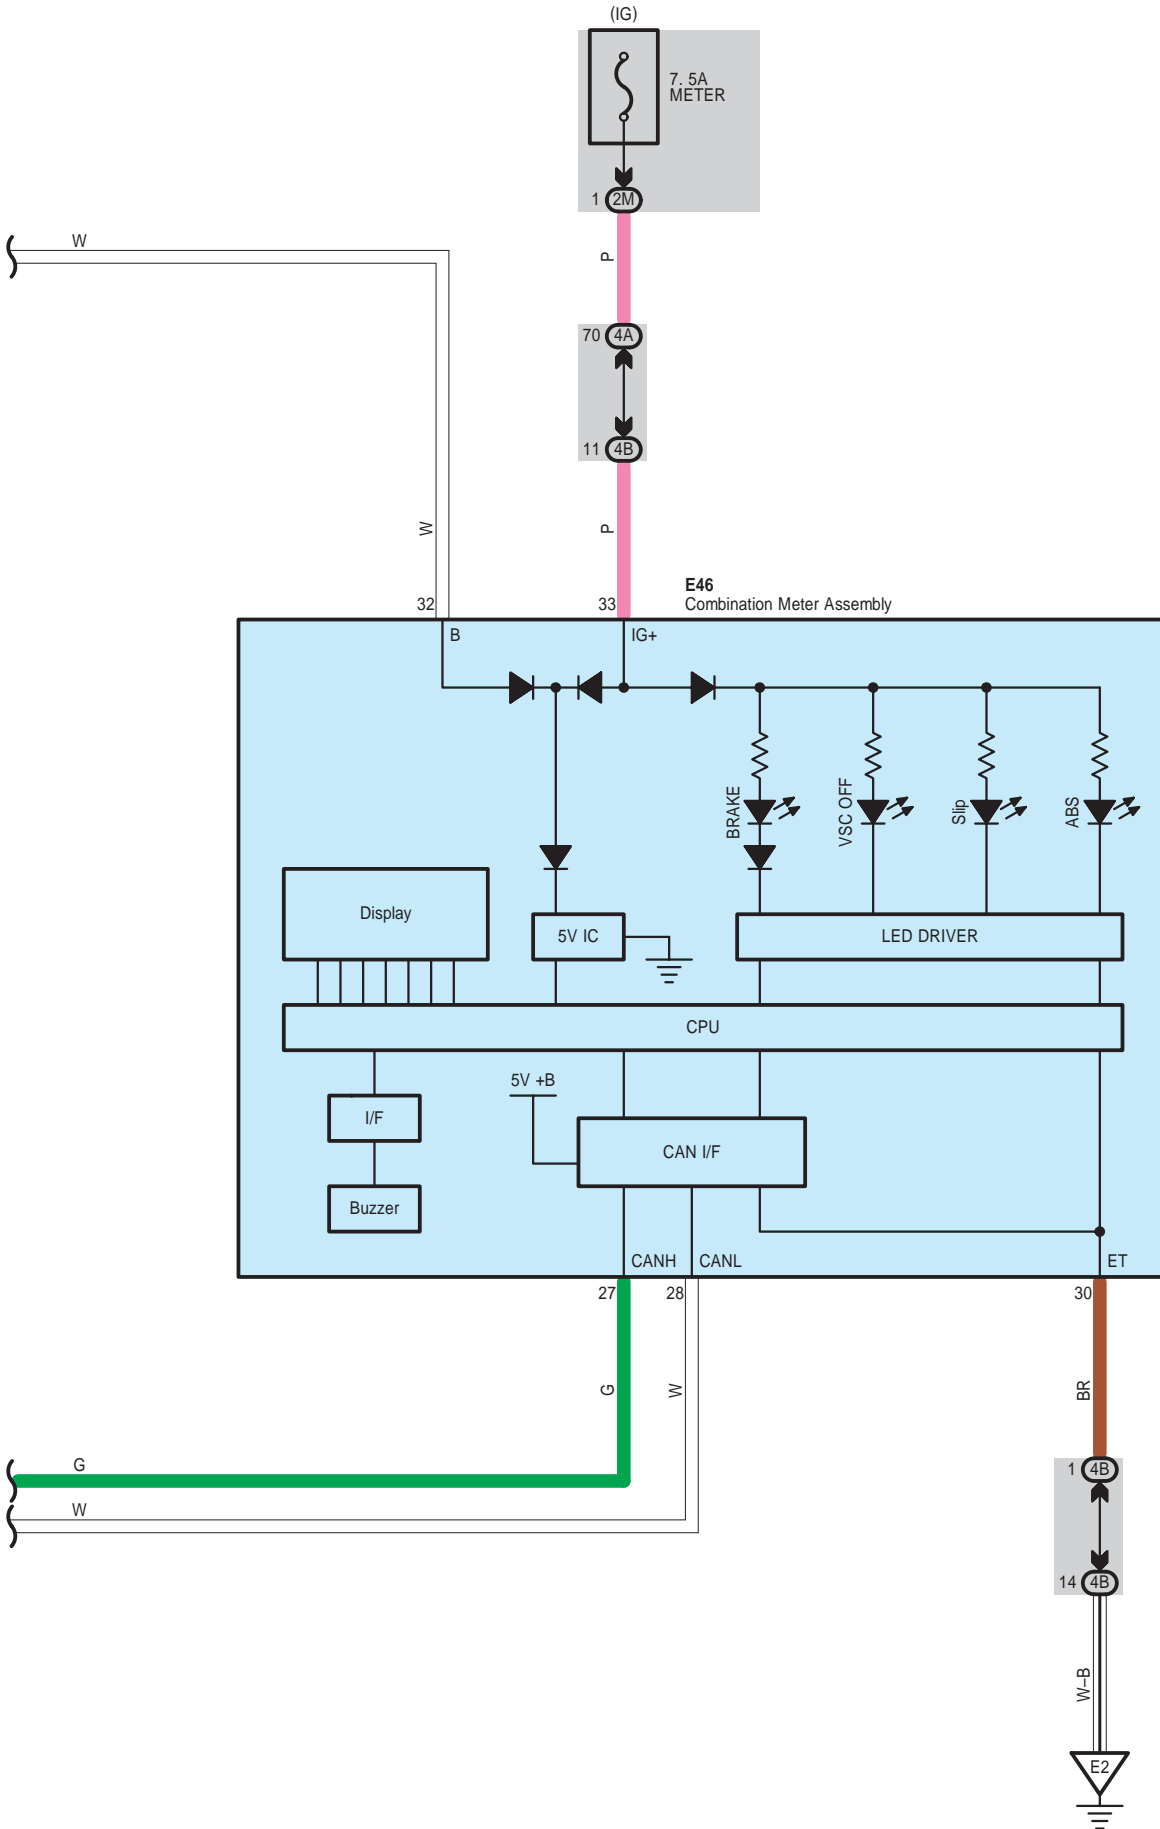 (IG)
7. 5A
METER
1 2M
W
P
70 4A
11 4B
W
P
E46
32
33
Combination Meter Assembly
B
IG+
BRAKE
VSC OFF
Slip
ABS
Display
5V IC
LED DRIVER
CPU
5V +B
I/F
CAN I/F
Buzzer
CANH
CANL
ET
27
28
30
G
W
BR
G
1 4B
W
14 4B
W–B
E2